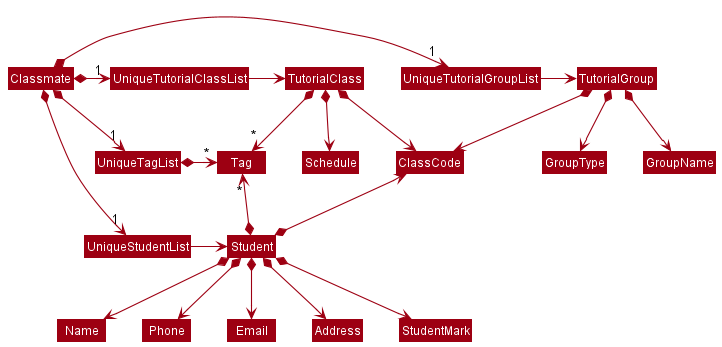 1
Classmate
1
UniqueTutorialClassList
TutorialClass
UniqueTutorialGroupList
TutorialGroup
*
1
*
UniqueTagList
Tag
Schedule
ClassCode
GroupType
GroupName
*
1
UniqueStudentList
Student
Name
Phone
Email
Address
StudentMark